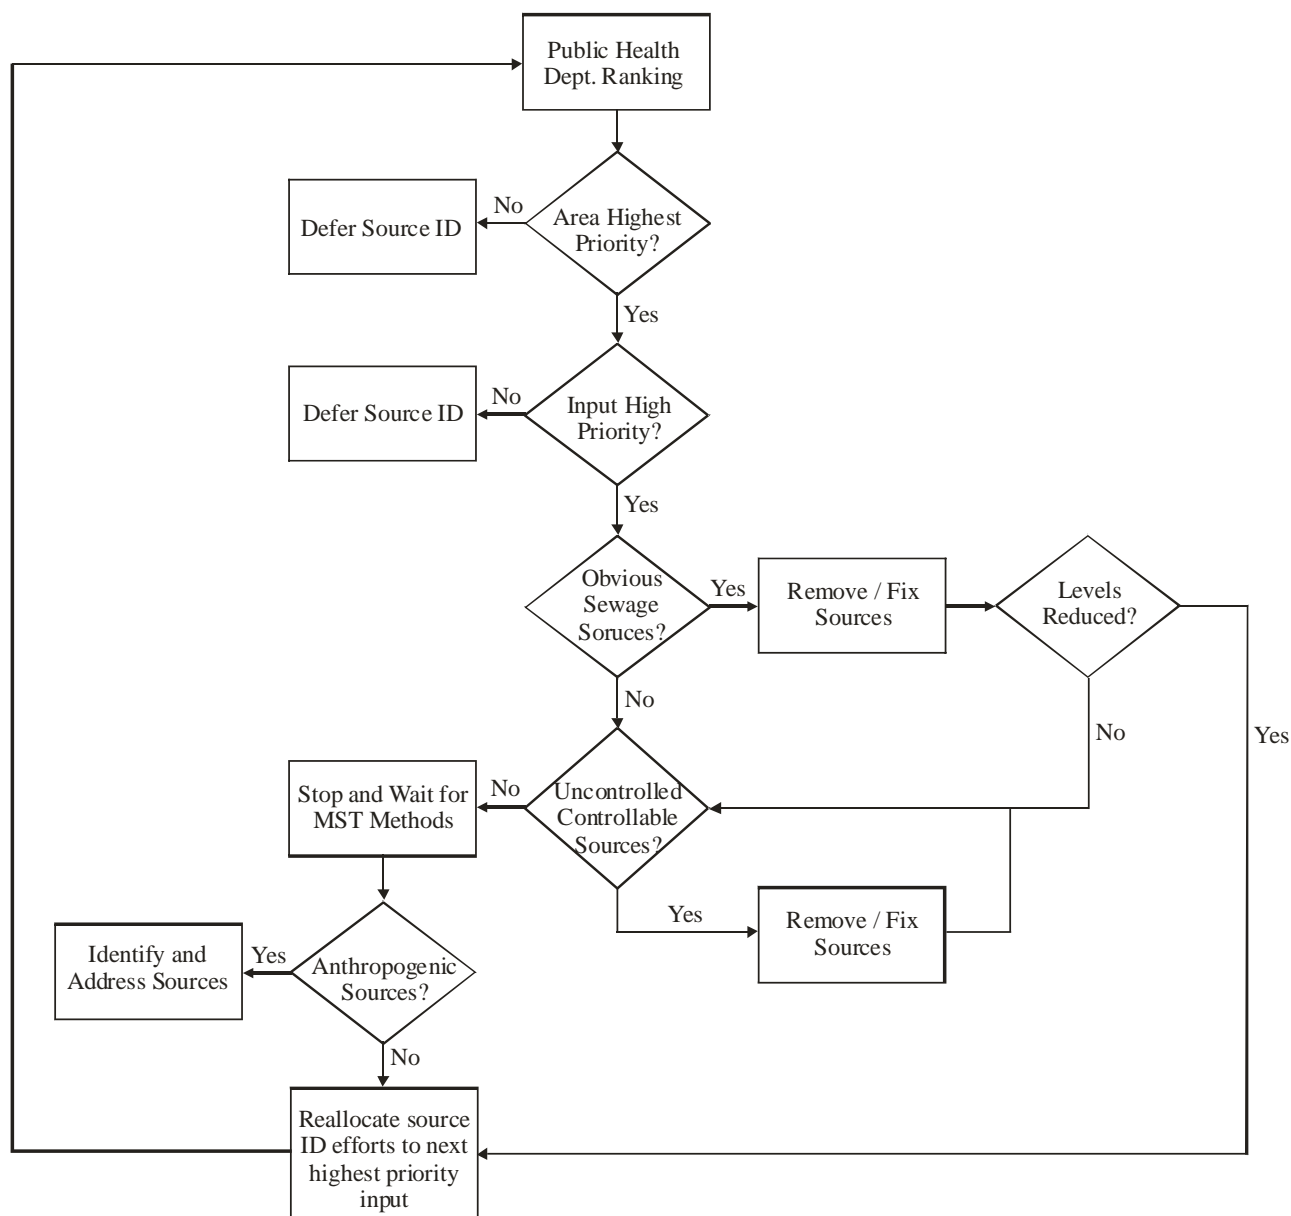 Public Health
Dept. Ranking
No
Defer Source ID
Area Highest
Priority?
Yes
No
Defer Source ID
Input High
Priority?
Yes
Obvious
Sewage
Soruces?
Yes
Remove / Fix
Sources
Levels
Reduced?
No
No
Yes
Stop and Wait for
MST Methods
No
Uncontrolled
Controllable
Sources?
Yes
Remove / Fix
Sources
Identify and
Address Sources
Yes
Anthropogenic
Sources?
No
Reallocate source
ID efforts to next
highest priority
input